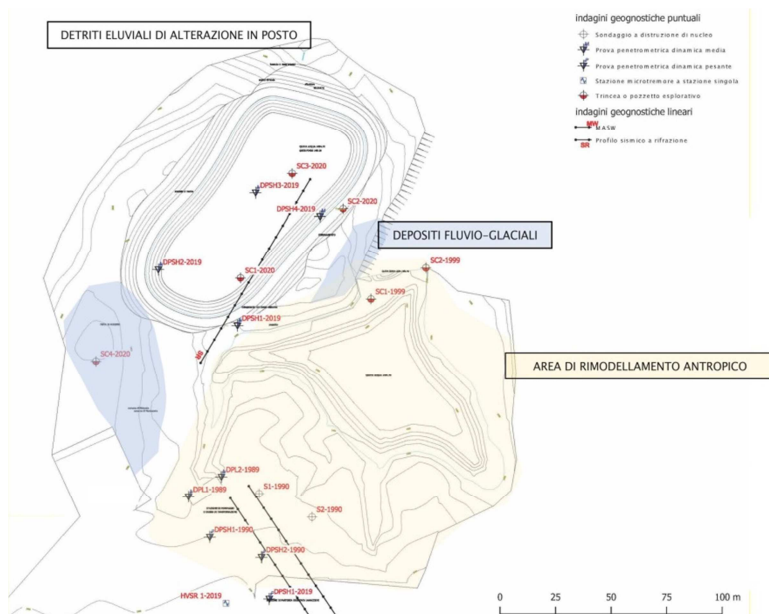 DETRITI ELUVIALI DI ALTERAZIONE IN POSTO
indagini geognostiche puntuali
Sondaggio a distruzione di nucleo
Prova penetrometrica dinamica media
Prova penetrometrica dinamica pesante
Stazione microtremore a stazione singola
Trincea o pozzetto esplorativo
indagini geognostiche lineari
MW
MASW
Profilo sismico a rifrazione
SR
SC3-2020
DPSH3-2019
DPSH4-2019
SC2-2020
DEPOSITI FLUVIO-GLACIALI
DPSH2-2019
SC2-1999
SC1-2020
SC1-1999
DPSH1-2019
SC4-2020
AREA DI RIMODELLAMENTO ANTROPICO
DPL2-1989
DPL1-1989
S1-1990
S2-1990
DPSH1-1990
DPSH2-1990
HVSR 1-2019
DPSH1-2019
0 25 50 75 100 m